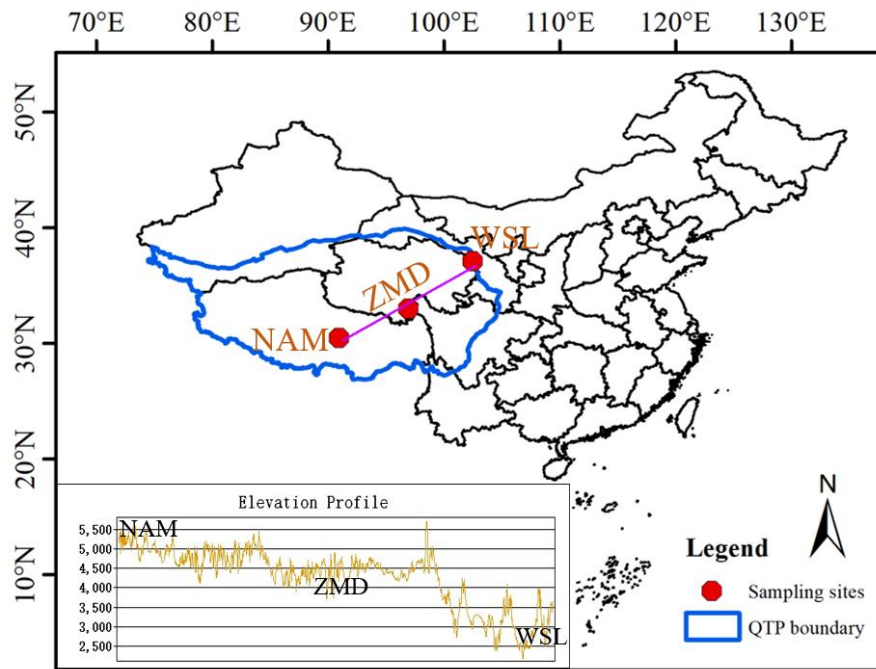 70°E 80°E 90°E 100°E 110°E 120°E 130°E
50°N
40°N
30°N
20°N
10°N
WSL
ZMD
NAM
Elevation Profile
5,500
5,000
4,500
4,000
3,500
3,000
2,500
NAM
ZMD
WSL
N
Legend
Sampling sites
QTP boundary